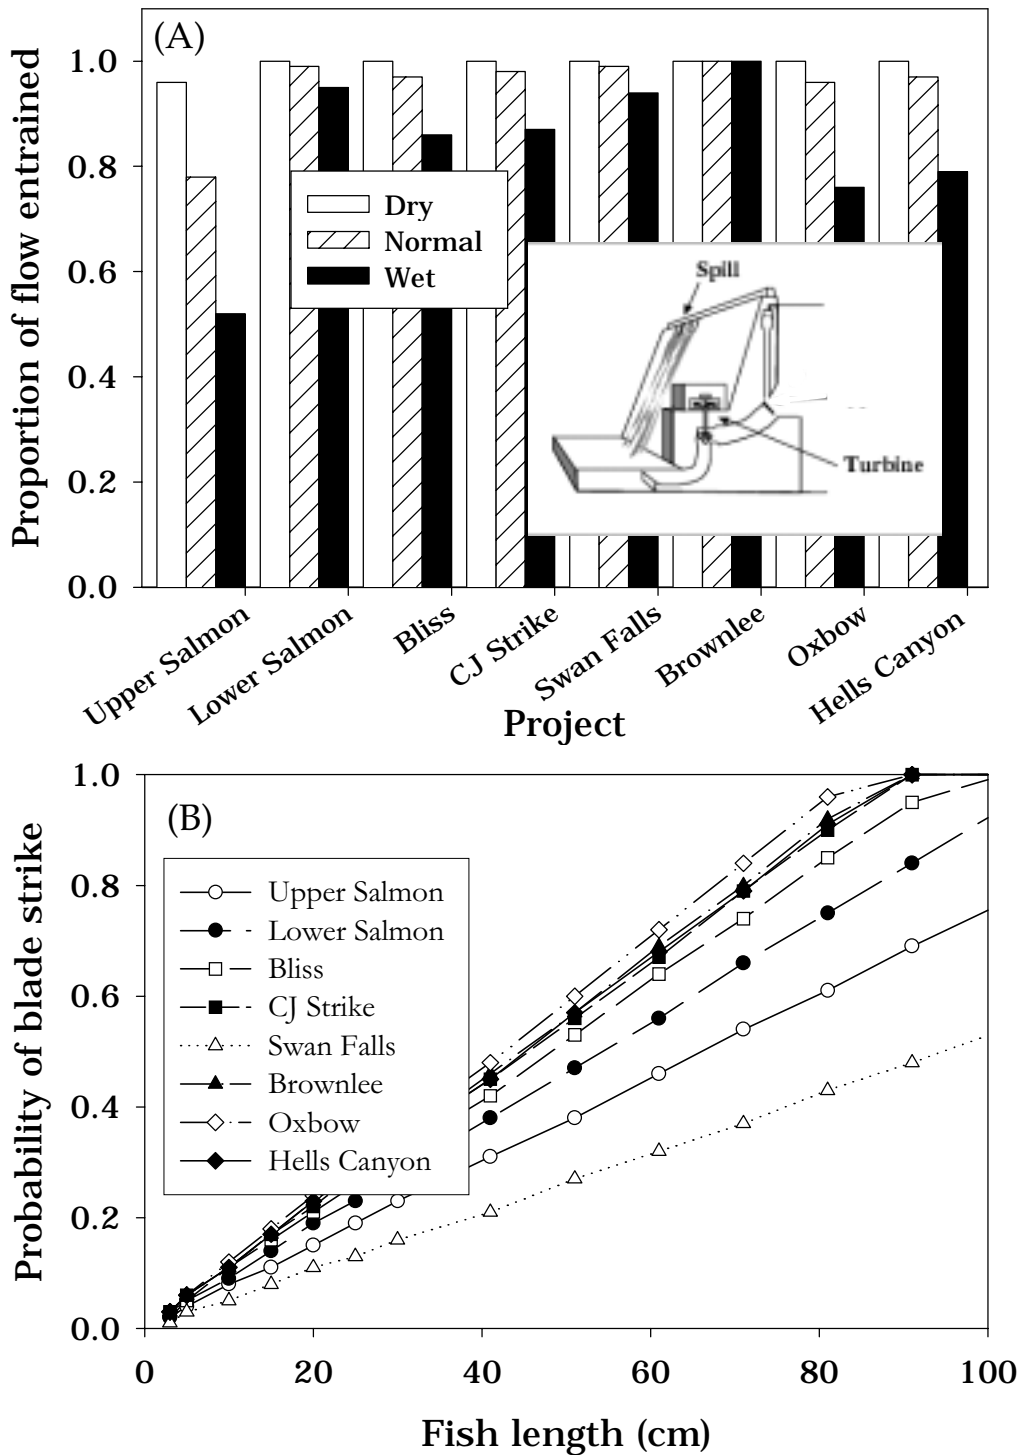 (A)
Proportion of flow entrained
1.0
0.8
0.6
0.4
0.2
0.0
Dry
Normal
Wet
Spill
Turbine
Upper Salmon
Lower Salmon
Bliss
CJ Strike
Swan Falls
Brownlee
Oxbow
Hells Canyon
Project
(B)
Probability of blade strike
1.0
0.8
0.6
0.4
0.2
0.0
Upper Salmon
Lower Salmon
Bliss
CJ Strike
Swan Falls
Brownlee
Oxbow
Hells Canyon
0 20 40 60 80 100
Fish length (cm)